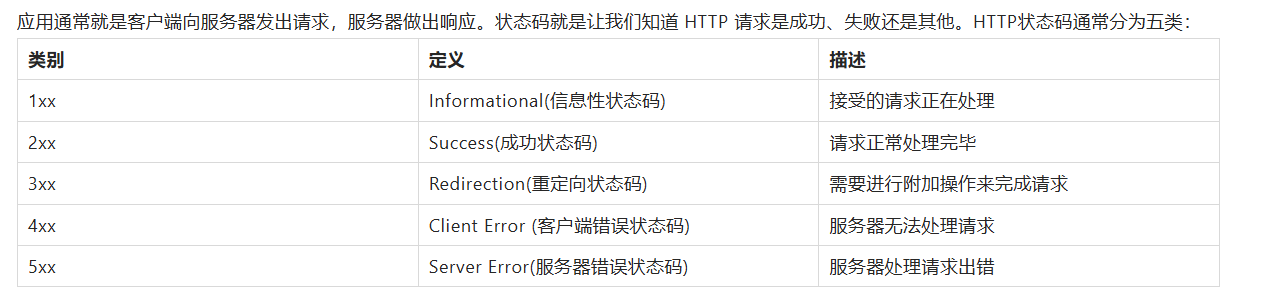 应用通常就是客户端向服务器发出请求，服务器做出响应。状态码就是让我们知道 HTTP 请求是成功、失败还是其他。HTTP状态码通常分为五类：
类别 定义 描述
1xx Informational(信息性状态码) 接受的请求正在处理
2xx Success(成功状态码) 请求正常处理完毕
3xx Redirection(重定向状态码) 需要进行附加操作来完成请求
4xx Client Error (客户端错误状态码) 服务器无法处理请求
5xx Server Error(服务器错误状态码) 服务器处理请求出错